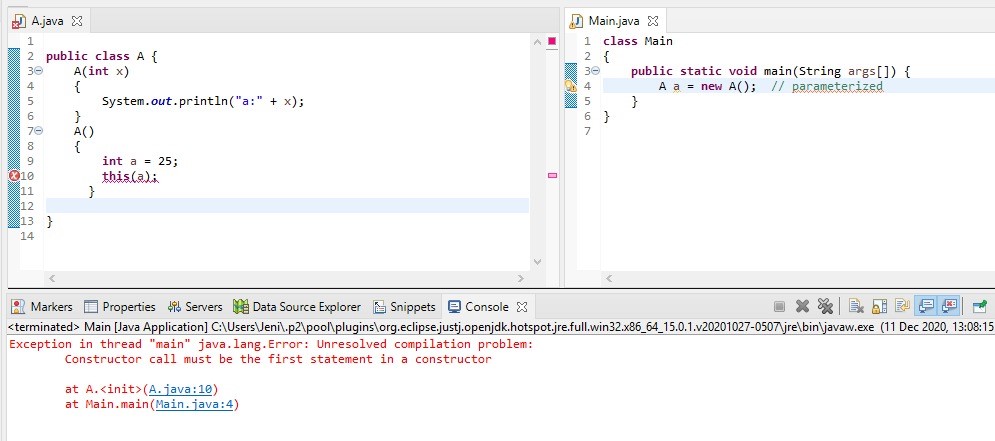 A.java
1
2 public class A {
3 A(int x)
4 {
5 System.out.println("a:" + x);
6 }
7 A()
8 {
9 int a = 25;
10 this(a);
11 }
12
13 }
14
Main.java
1 class Main
2 {
3 public static void main(String args[]) {
4 A a = new A(); // parameterized
5 }
6 }
7
Markers Properties Servers Data Source Explorer Snippets Console
<terminated> Main [Java Application] C:\Users\Jeni\.p2\pool\plugins\org.eclipse.justj.openjdk.hotspot.jre.full.win32.x86_64_15.0.1.v20201027-0507\jre\bin\javaw.exe (11 Dec 2020, 13:08:15
Exception in thread "main" java.lang.Error: Unresolved compilation problem:
Constructor call must be the first statement in a constructor
at A.<init>(A.java:10)
at Main.main(Main.java:4)